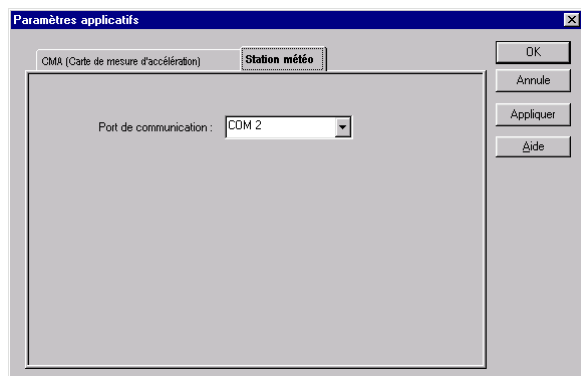 Paramètres applicatifs
CMA (Carte de mesure d'accélération)
Station météo
Port de communication :
COM 2
OK
Annule
Appliquer
Aide